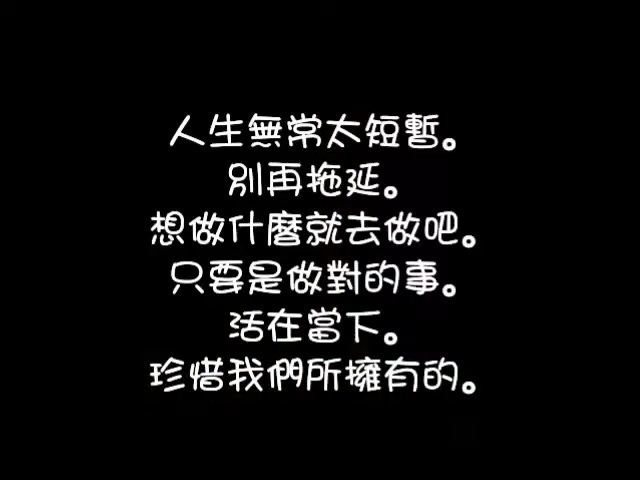 人生無常太短暫。
別再拖延。
想做什麼就去做吧。
只要是做對的事。
活在當下。
珍惜我們所擁有的。